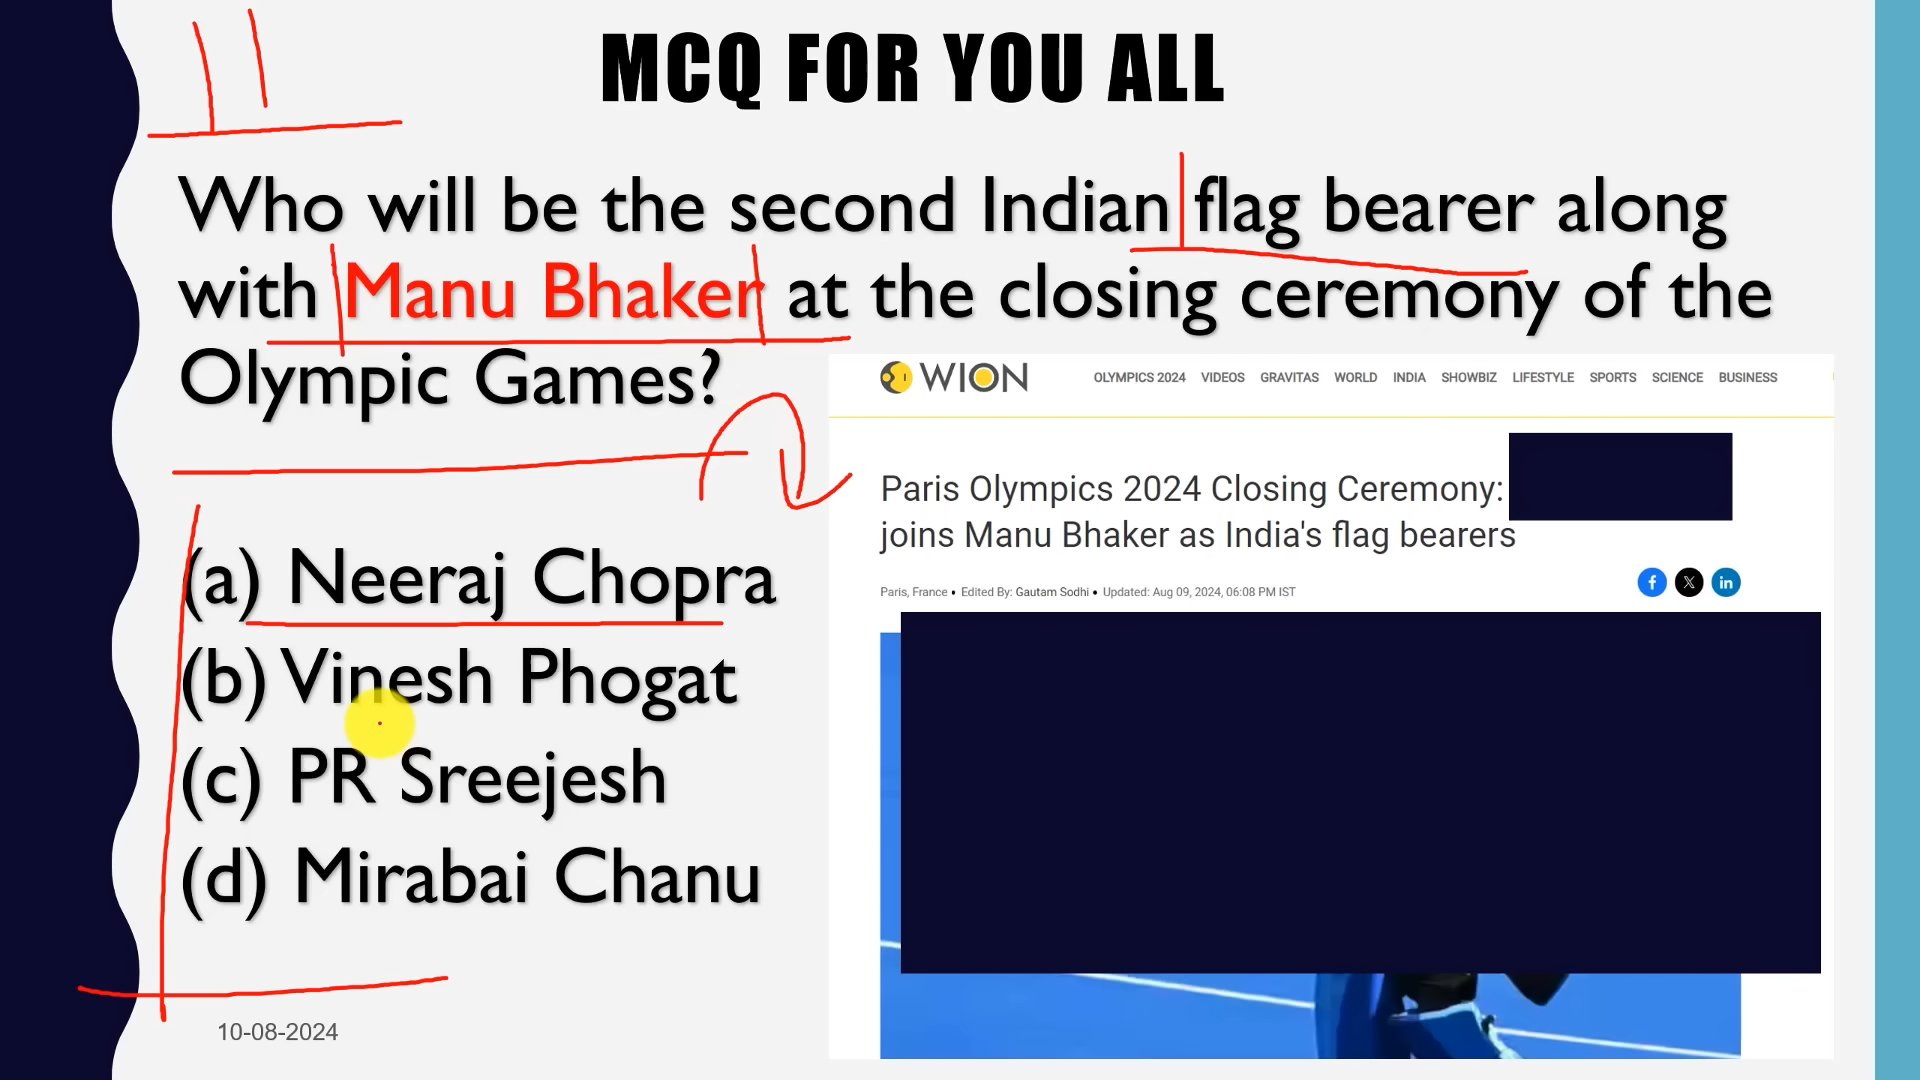 MCQ FOR YOU ALL
Who will be the second Indian flag bearer along
with Manu Bhaker at the closing ceremony of the
Olympic Games?
WION
OLYMPICS 2024 VIDEOS GRAVITAS WORLD INDIA SHOWBIZ LIFESTYLE SPORTS SCIENCE BUSINESS
Paris Olympics 2024 Closing Ceremony:
joins Manu Bhaker as India's flag bearers
Paris, France • Edited By: Gautam Sodhi • Updated: Aug 09, 2024, 06:08 PM IST
(a) Neeraj Chopra
(b) Vinesh Phogat
(c) PR Sreejesh
(d) Mirabai Chanu
10-08-2024